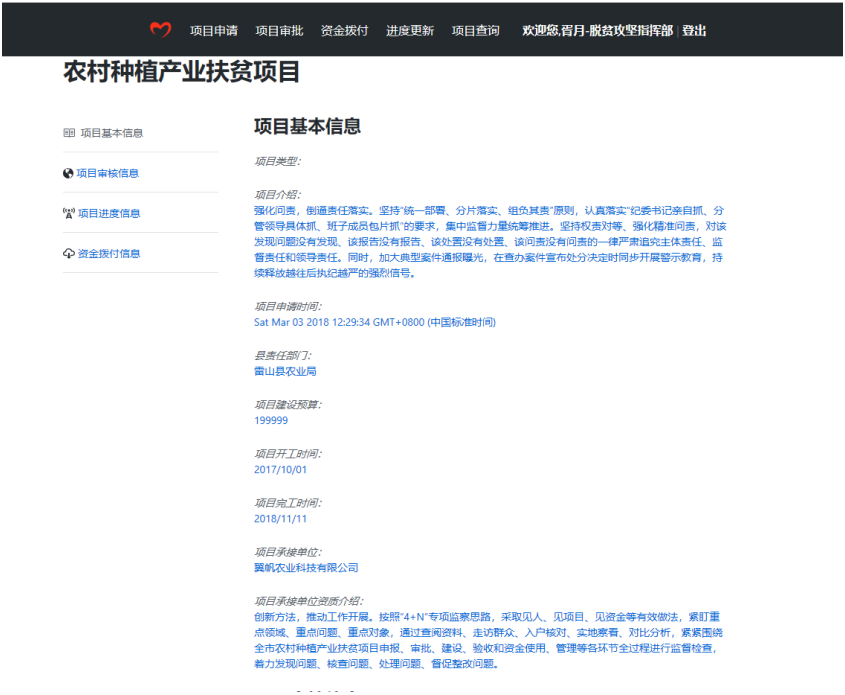 项目申请 项目审批 资金拨付 进度更新 项目查询 欢迎您,胥月-脱贫攻坚指挥部 | 登出
农村种植产业扶贫项目
项目基本信息
项目审核信息
项目进度信息
资金拨付信息
项目基本信息
项目类型:
项目介绍:
强化问责，倒逼责任落实。坚持“统一部署、分片落实、组负其责”原则，认真落实“纪委书记亲自抓、分
管领导具体抓、班子成员包片抓”的要求，集中监督力量统筹推进。坚持权责对等、强化精准问责，对该
发现问题没有发现、该报告没有报告、该处置没有处置、该问责没有问责的一律严肃追究主体责任、监
督责任和领导责任。同时，加大典型案件通报曝光，在查办案件宣布处分决定时同步开展警示教育，持
续释放越往后执纪越严的强烈信号。
项目申请时间:
Sat Mar 03 2018 12:29:34 GMT+0800 (中国标准时间)
县责任部门:
雷山县农业局
项目建设预算:
199999
项目开工时间:
2017/10/01
项目完工时间:
2018/11/11
项目承接单位:
翼帆农业科技有限公司
项目承接单位资质介绍:
创新方法，推动工作开展。按照“4+N”专项监察思路，采取见人、见项目、见资金等有效做法，紧盯重
点领域、重点问题、重点对象，通过查阅资料、走访群众、入户核对、实地察看、对比分析，紧紧围绕
全市农村种植产业扶贫项目申报、审批、建设、验收和资金使用、管理等各环节全过程进行监督检查，
着力发现问题、核查问题、处理问题、督促整改问题。